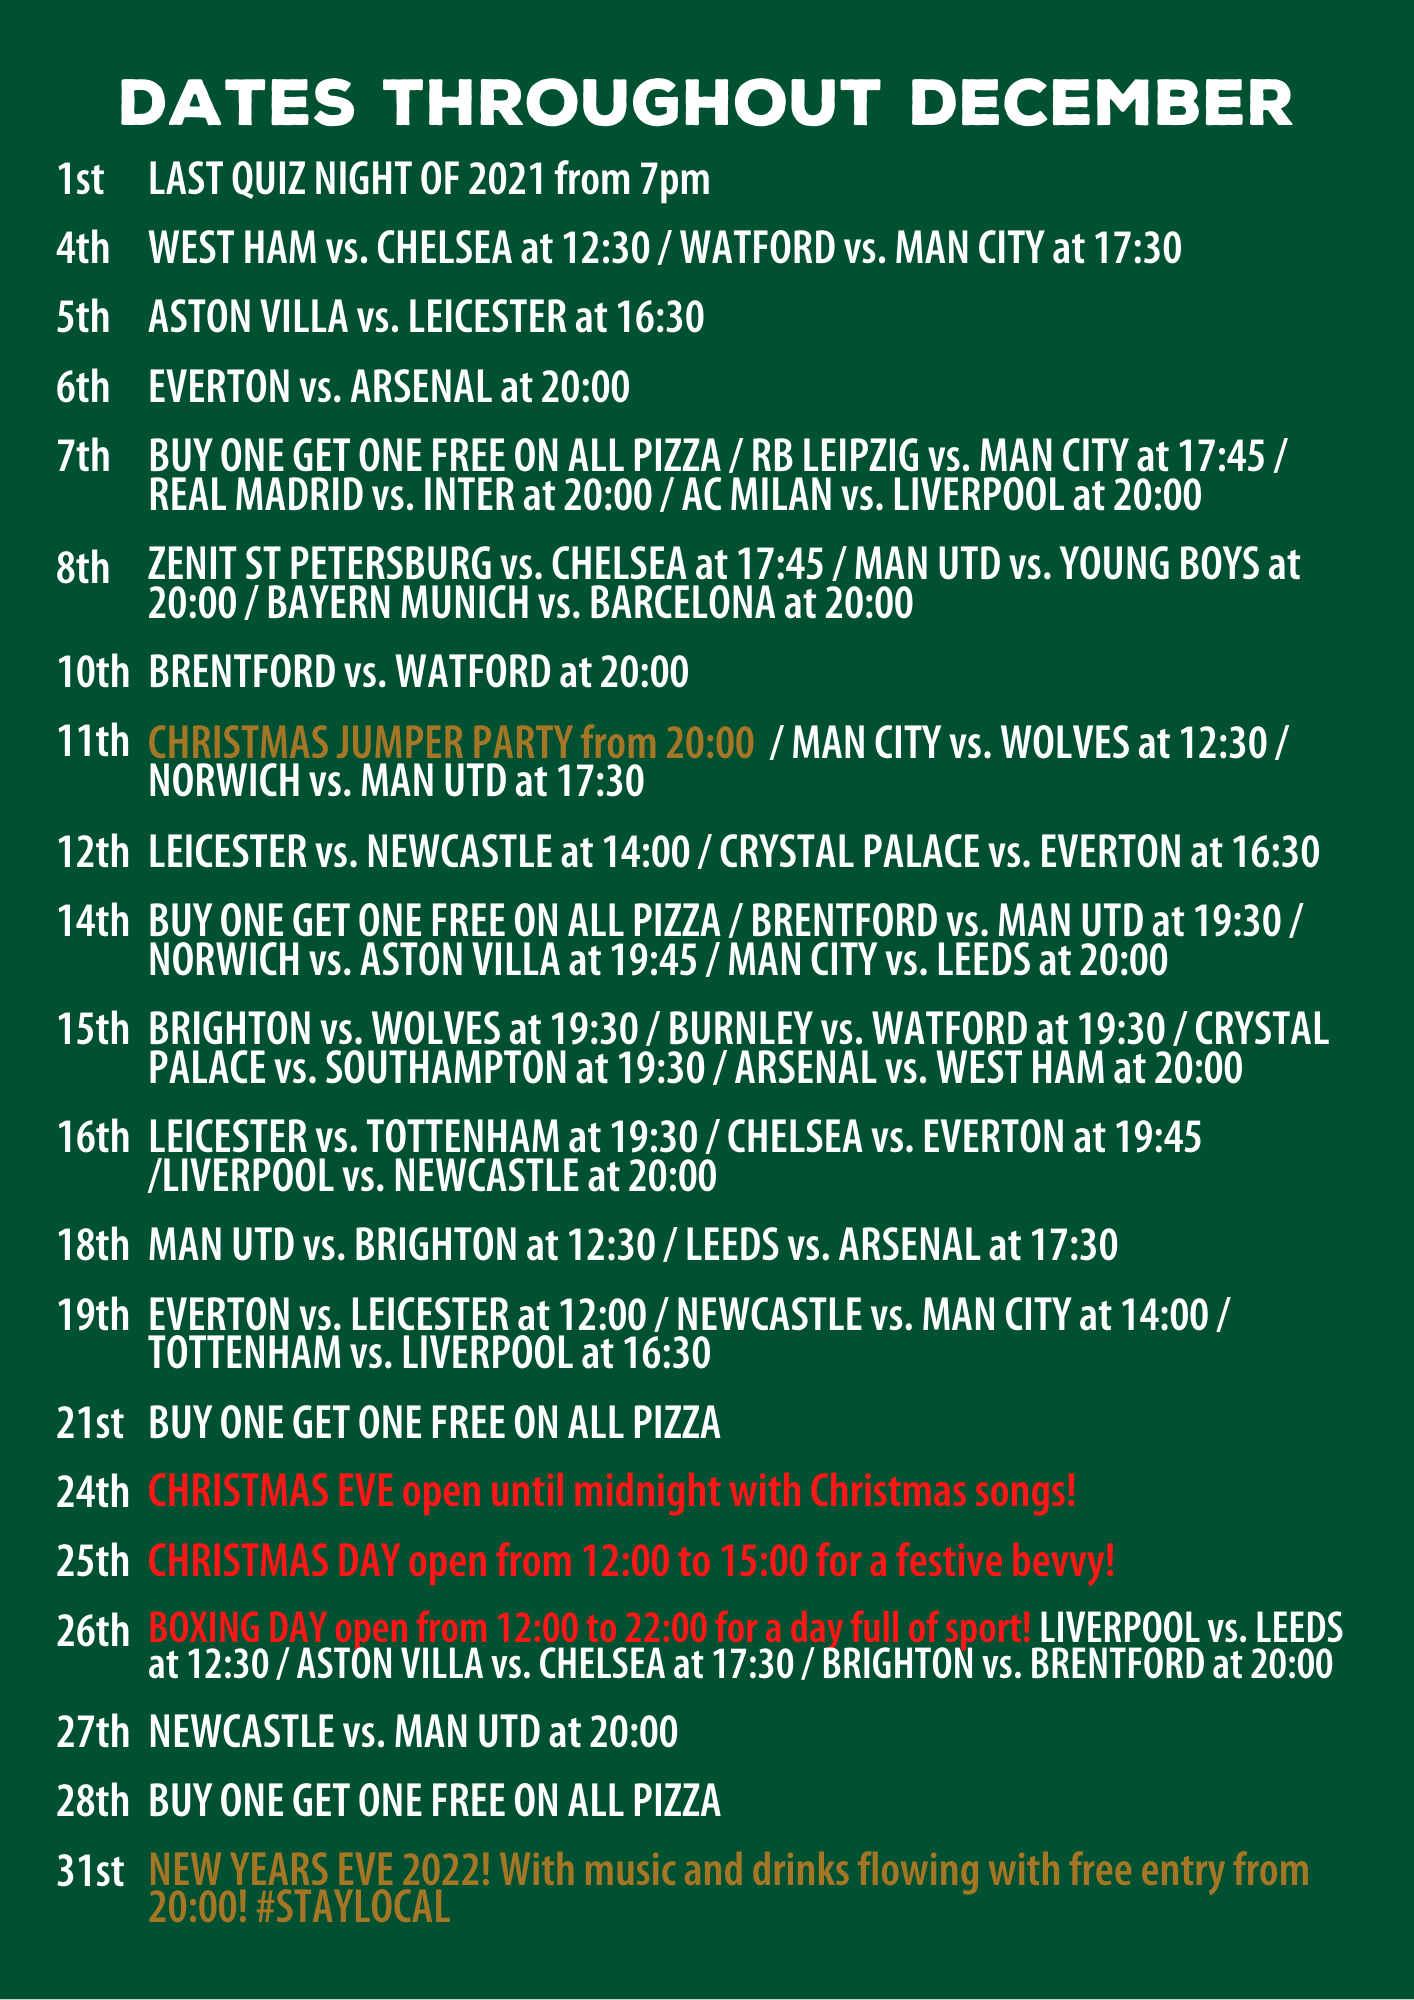 DATES THROUGHOUT DECEMBER
1st LAST QUIZ NIGHT OF 2021 from 7pm
4th WEST HAM vs. CHELSEA at 12:30 / WATFORD vs. MAN CITY at 17:30
5th ASTON VILLA vs. LEICESTER at 16:30
6th EVERTON vs. ARSENAL at 20:00
7th BUY ONE GET ONE FREE ON ALL PIZZA / RB LEIPZIG vs. MAN CITY at 17:45 /
REAL MADRID vs. INTER at 20:00 / AC MILAN vs. LIVERPOOL at 20:00
8th ZENIT ST PETERSBURG vs. CHELSEA at 17:45 / MAN UTD vs. YOUNG BOYS at
20:00 / BAYERN MUNICH vs. BARCELONA at 20:00
10th BRENTFORD vs. WATFORD at 20:00
11th CHRISTMAS JUMPER PARTY from 20:00 / MAN CITY vs. WOLVES at 12:30 /
NORWICH vs. MAN UTD at 17:30
12th LEICESTER vs. NEWCASTLE at 14:00 / CRYSTAL PALACE vs. EVERTON at 16:30
14th BUY ONE GET ONE FREE ON ALL PIZZA / BRENTFORD vs. MAN UTD at 19:30 /
NORWICH vs. ASTON VILLA at 19:45 / MAN CITY vs. LEEDS at 20:00
15th BRIGHTON vs. WOLVES at 19:30 / BURNLEY vs. WATFORD at 19:30 / CRYSTAL
PALACE vs. SOUTHAMPTON at 19:30 / ARSENAL vs. WEST HAM at 20:00
16th LEICESTER vs. TOTTENHAM at 19:30 / CHELSEA vs. EVERTON at 19:45
/LIVERPOOL vs. NEWCASTLE at 20:00
18th MAN UTD vs. BRIGHTON at 12:30 / LEEDS vs. ARSENAL at 17:30
19th EVERTON vs. LEICESTER at 12:00 / NEWCASTLE vs. MAN CITY at 14:00 /
TOTTENHAM vs. LIVERPOOL at 16:30
21st BUY ONE GET ONE FREE ON ALL PIZZA
24th CHRISTMAS EVE open until midnight with Christmas songs!
25th CHRISTMAS DAY open from 12:00 to 15:00 for a festive bevvy!
26th BOXING DAY open from 12:00 to 22:00 for a day full of sport! LIVERPOOL vs. LEEDS
at 12:30 / ASTON VILLA vs. CHELSEA at 17:30 / BRIGHTON vs. BRENTFORD at 20:00
27th NEWCASTLE vs. MAN UTD at 20:00
28th BUY ONE GET ONE FREE ON ALL PIZZA
31st NEW YEARS EVE 2022! With music and drinks flowing with free entry from
20:00! #STAYLOCAL